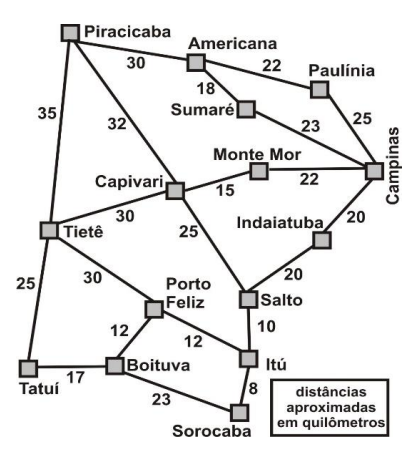 Piracicaba
Americana
30
22
Paulínia
18
Sumaré
35
32
25
23
Campinas
Monte Mor
Capivari
15
22
30
Indaiatuba
20
25
Tietê
20
30
Porto
Feliz
Salto
25
12
12
10
Boituva
Itú
Tatuí
17
23
8
Sorocaba
distâncias
aproximadas
em quilômetros